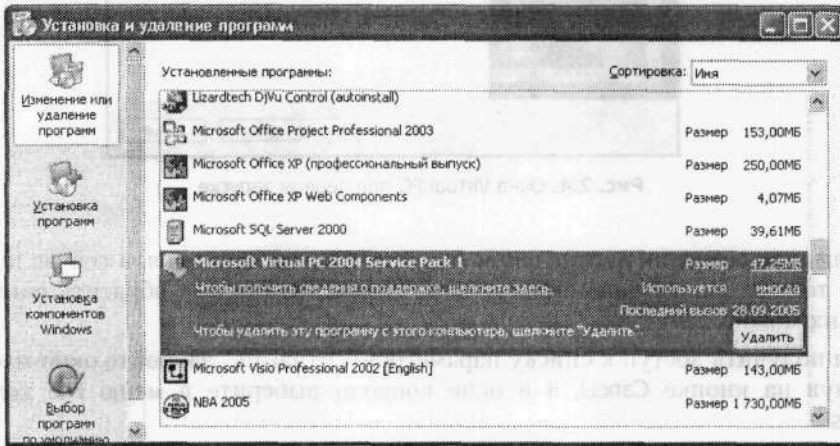 Установка и удаление программ
Изменение или
удаление
программ
Установка
программ
Установка
компонентов
Windows
Выбор
программ
по умолчанию
Установленные программы:
Сортировка: Имя
Lizardtech DjVu Control (autoinstall)
Microsoft Office Project Professional 2003 Размер 153,00МБ
Microsoft Office XP (профессиональный выпуск) Размер 250,00МБ
Microsoft Office XP Web Components Размер 4,07МБ
Microsoft SQL Server 2000 Размер 39,61МБ
Microsoft Virtual PC 2004 Service Pack 1 Размер 47,25МБ
Чтобы получить сведения о поддержке, щелкните здесь. Используется иногда
Последний вызов 28.09.2005
Чтобы удалить эту программу с этого компьютера, щелкните "Удалить". Удалить
Microsoft Visio Professional 2002 [English] Размер 143,00МБ
NBA 2005 Размер 1 730,00МБ